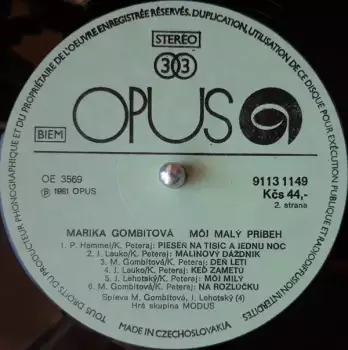 TOUS DROITS DU PRODUCTEUR PHONOGRAPHIQUE ET DU PROPRIÉTAIRE DE L'OEUVRE ENREGISTRÉE RÉSERVÉS. DUPLICATION, UTILISATION DE CE DISQUE POUR EXÉCUTION PUBLIQUE ET RADIODIFFUSION INTERDITES
STEREO
33
OPUS
BIEM
OE 3569
Ⓟ 1981 OPUS
9113 1149
Kčs 44,-
2. strana
MARIKA GOMBITOVÁ MÔJ MALÝ PRÍBEH
1. P. Hammel/K. Peteraj: PIESEŇ NA TISÍC A JEDNU NOC
2. J. Lauko/K. Peteraj: MALINOVÝ DÁŽDNIK
3. M. Gombitová/K. Peteraj: DEŇ LETÍ
4. J. Lauko/K. Peteraj: KEĎ ZAMETÚ
5. J. Lehotský/K. Peteraj: MÔJ MILÝ
6. M. Gombitová/K. Peteraj: NA ROZLÚČKU
Spieva M. Gombitová, J. Lehotský (4)
Hrá skupina MODUS
MADE IN CZECHOSLOVAKIA